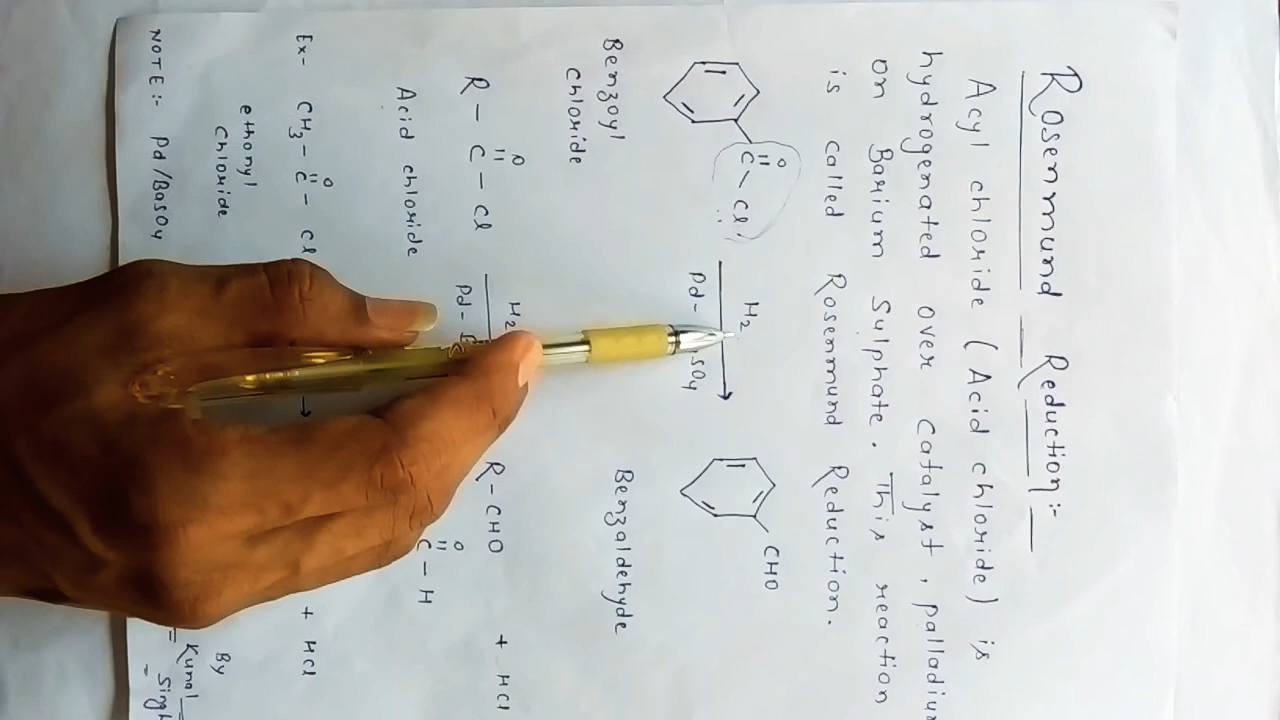 Rosenmund Reduction:-
Acyl chloride (Acid chloride) is
hydrogenated over catalyst, palladium
on Barium sulphate. This reaction
is called Rosenmund Reduction.
O
C - Cl
H2
Pd- SO4
CHO
Benzoyl chloride
Benzaldehyde
R - C - Cl
O
H2
Pd-
R-CHO + HCl
Acid chloride
O
C - H
Ex- CH3 - C - Cl → + HCl
O
ethonyl chloride
By
NOTE:- Pd/BaSO4
Kunal